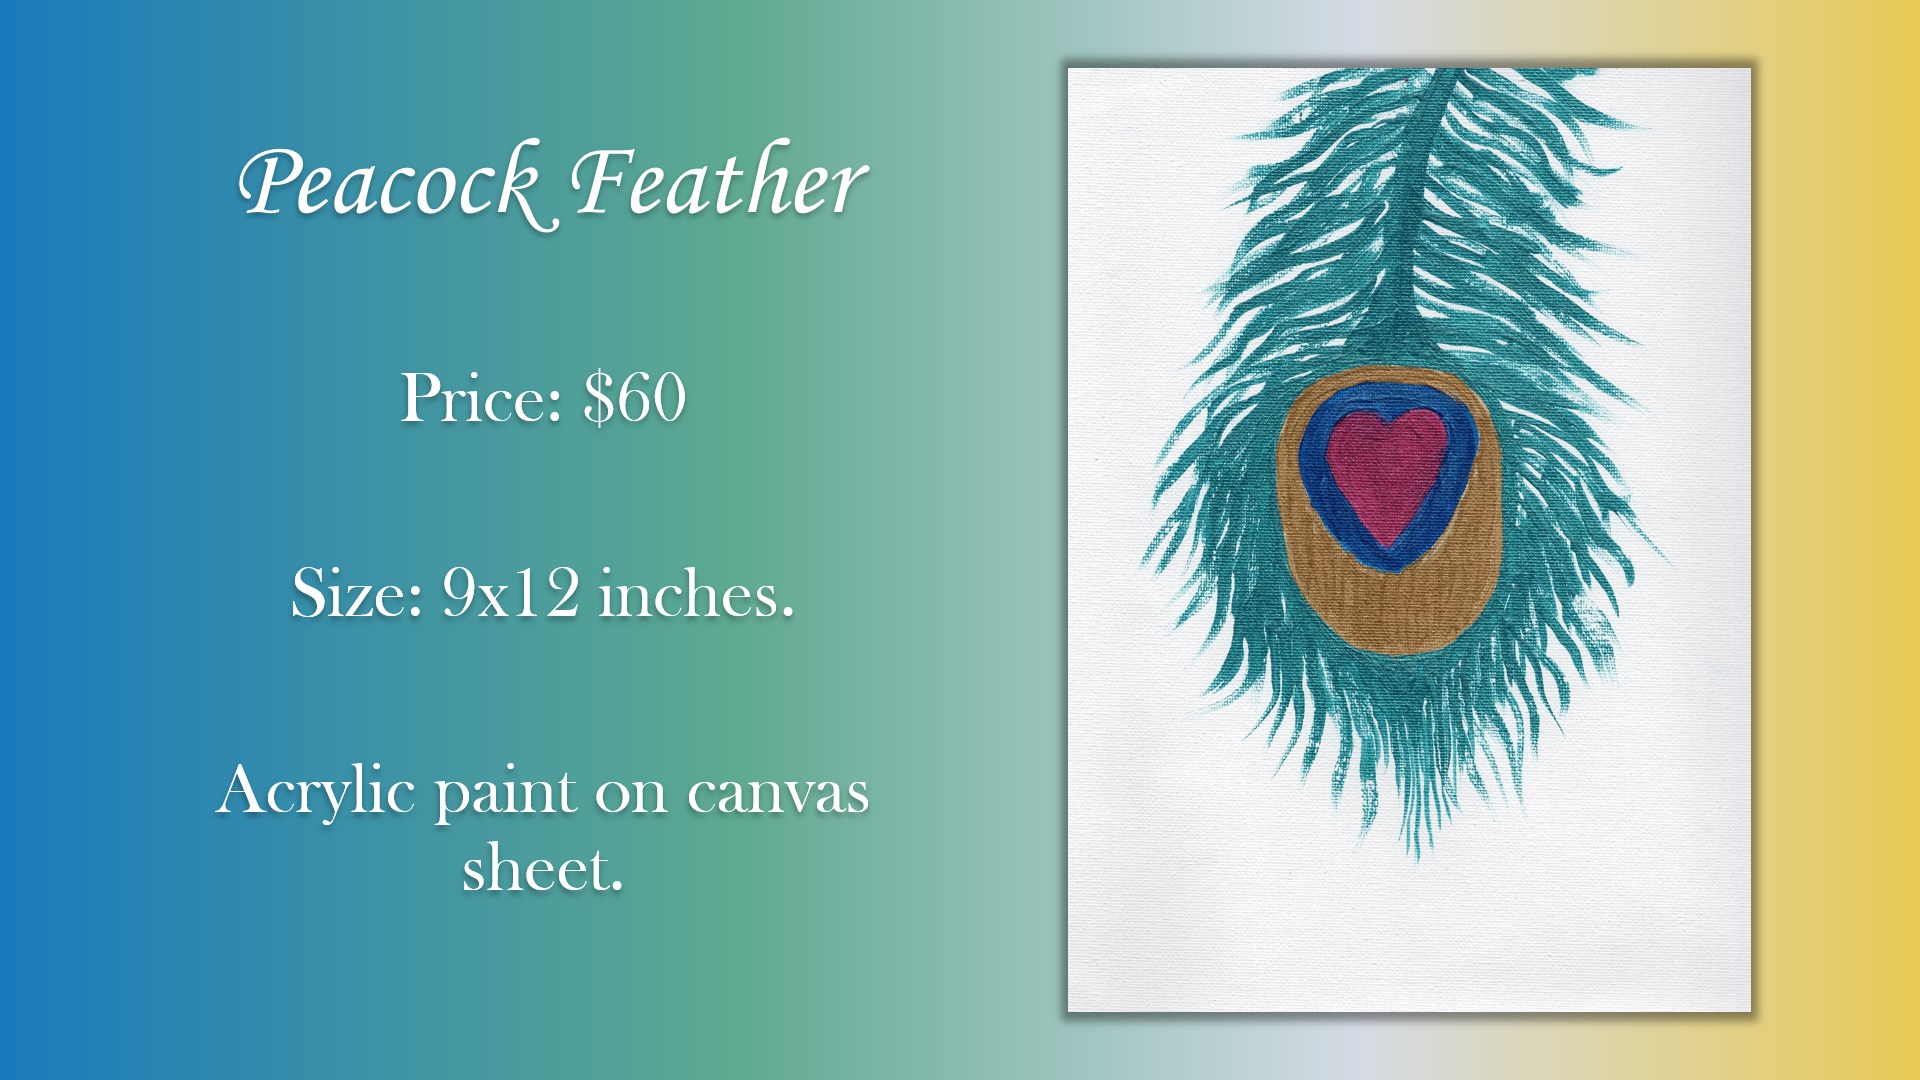 Peacock Feather
Price: $60
Size: 9x12 inches.
Acrylic paint on canvas
sheet.